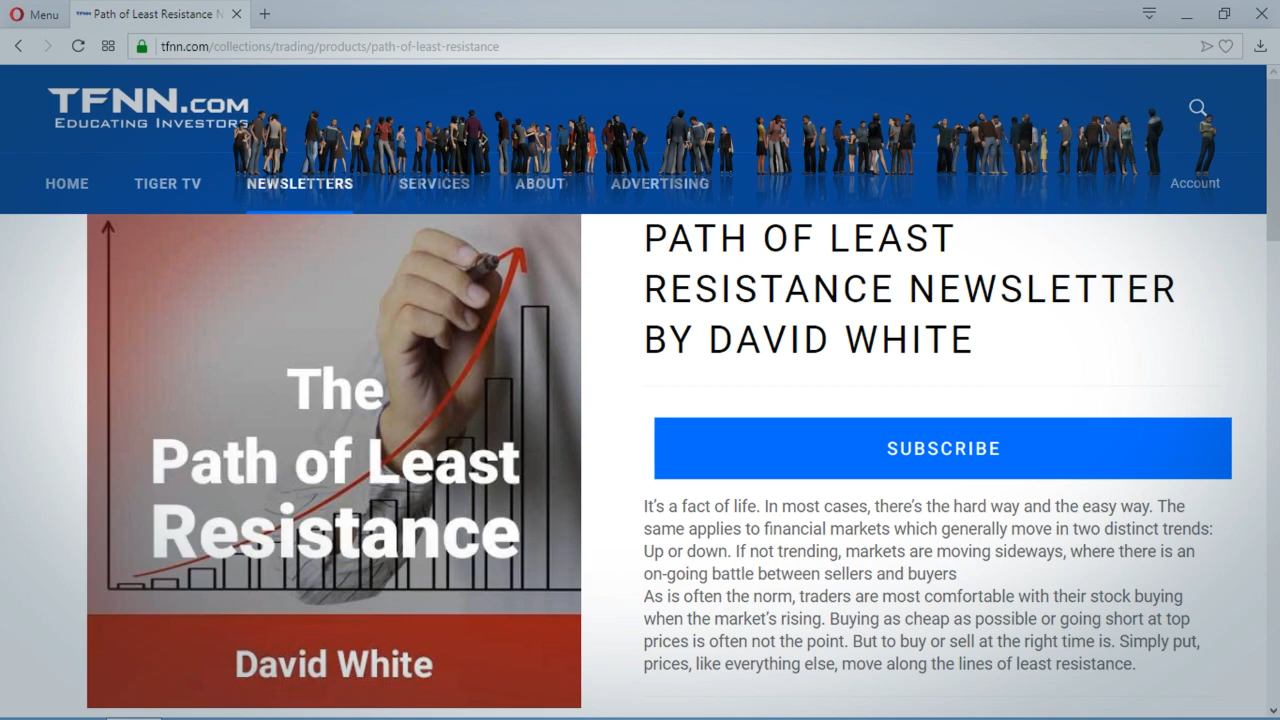 Menu
Path of Least Resistance N
tfnn.com/collections/trading/products/path-of-least-resistance
TFNN.COM
EDUCATING INVESTORS
HOME
TIGER TV
NEWSLETTERS
SERVICES
ABOUT
ADVERTISING
Account
The
Path of Least
Resistance
David White
PATH OF LEAST
RESISTANCE NEWSLETTER
BY DAVID WHITE
SUBSCRIBE
It's a fact of life. In most cases, there's the hard way and the easy way. The
same applies to financial markets which generally move in two distinct trends:
Up or down. If not trending, markets are moving sideways, where there is an
on-going battle between sellers and buyers
As is often the norm, traders are most comfortable with their stock buying
when the market's rising. Buying as cheap as possible or going short at top
prices is often not the point. But to buy or sell at the right time is. Simply put,
prices, like everything else, move along the lines of least resistance.